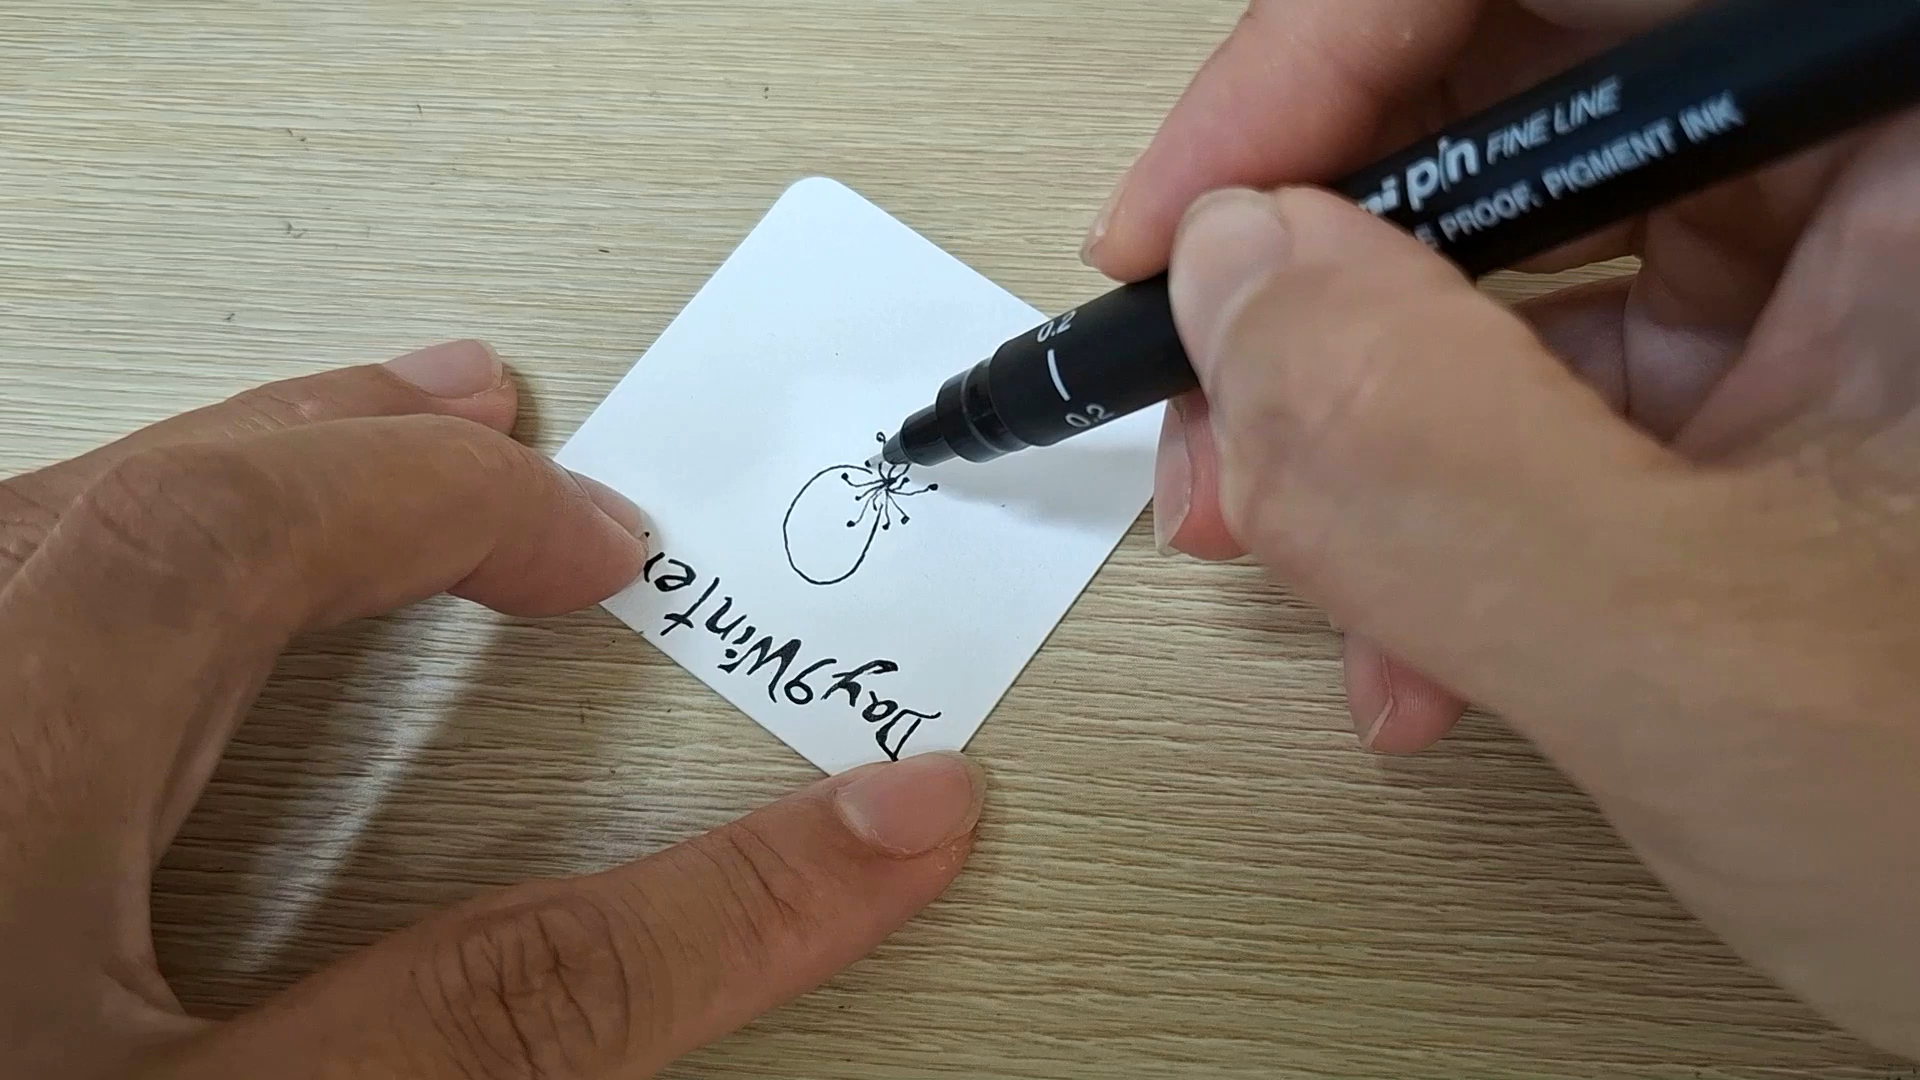 Day9Winter
pin FINE LINE
PROOF. PIGMENT INK
0.2
0.2